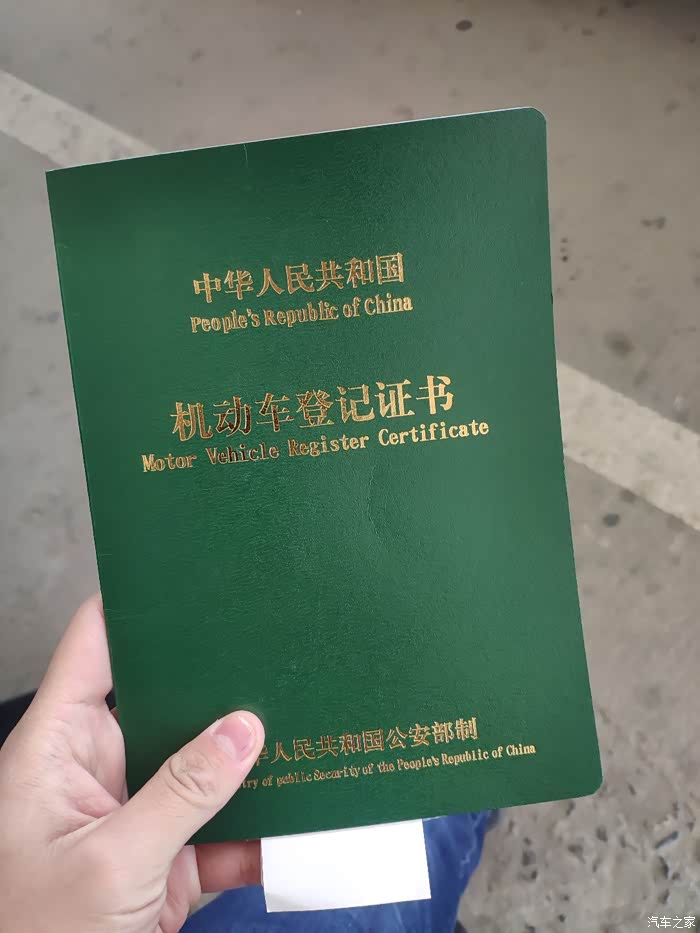 中华人民共和国
People's Republic of China
机动车登记证书
Motor Vehicle Register Certificate
华人民共和国公安部制
of public Security of the People's Republic of China
汽车之家